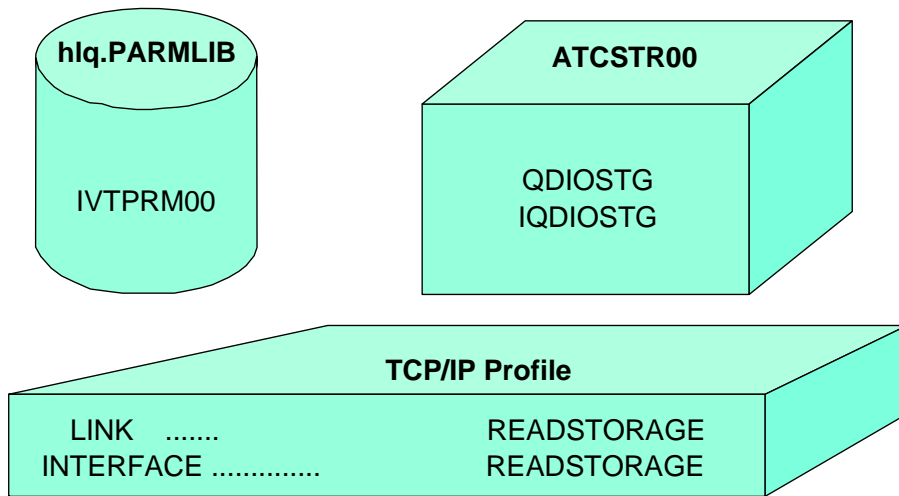 hlq.PARMLIB
IVTPRM00
ATCSTR00
QDIOSTG
IQDIOSTG
TCP/IP Profile
LINK ....... READSTORAGE
INTERFACE .............. READSTORAGE